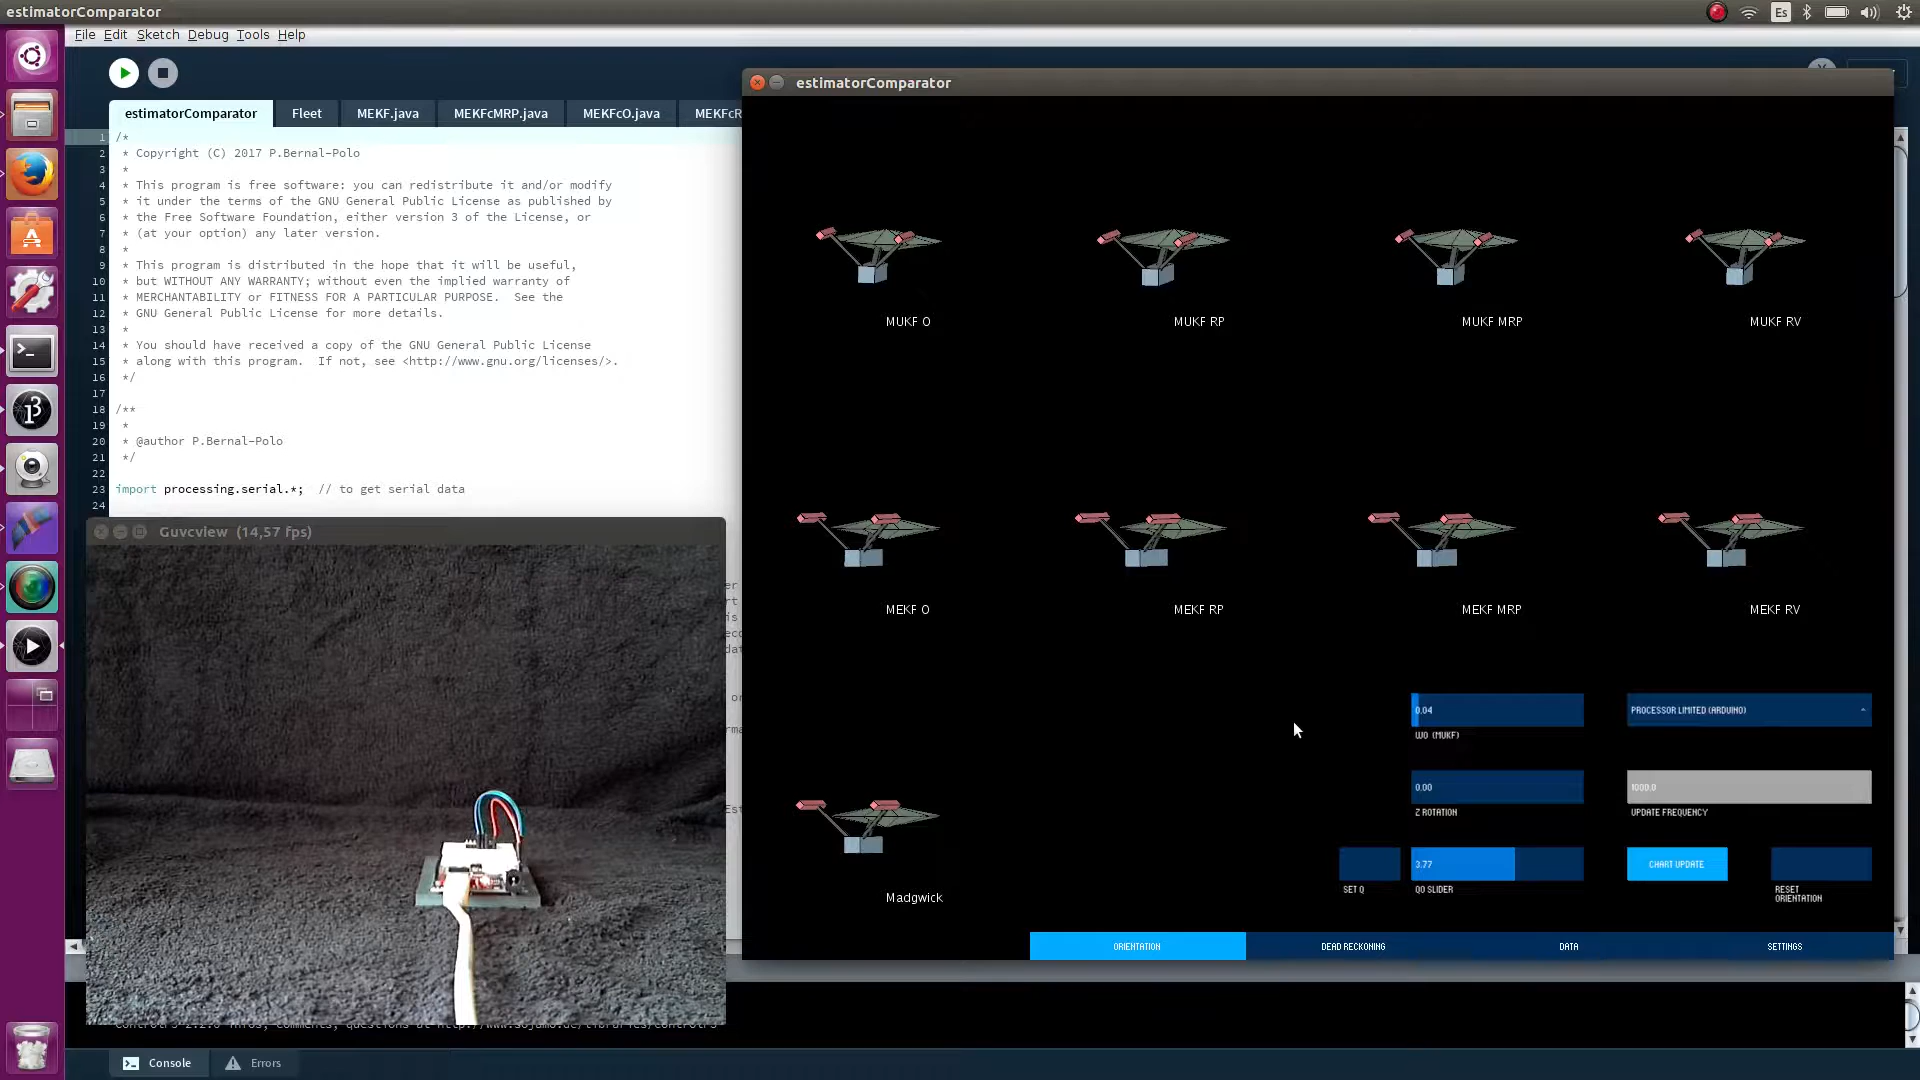 estimatorComparator
Es
File Edit Sketch Debug Tools Help
estimatorComparator Fleet MEKF.java MEKFcMRP.java MEKFcO.java MEKFcR
1 /*
2 * Copyright (C) 2017 P.Bernal-Polo
3 *
4 * This program is free software: you can redistribute it and/or modify
5 * it under the terms of the GNU General Public License as published by
6 * the Free Software Foundation, either version 3 of the License, or
7 * (at your option) any later version.
8 *
9 * This program is distributed in the hope that it will be useful,
10 * but WITHOUT ANY WARRANTY; without even the implied warranty of
11 * MERCHANTABILITY or FITNESS FOR A PARTICULAR PURPOSE.  See the
12 * GNU General Public License for more details.
13 *
14 * You should have received a copy of the GNU General Public License
15 * along with this program.  If not, see <http://www.gnu.org/licenses/>.
16 */
17
18 /**
19 *
20 * @author P.Bernal-Polo
21 */
22
23 import processing.serial.*;  // to get serial data
24
Guvcview  (14,57 fps)
Console Errors
estimatorComparator
MUKF O MUKF RP MUKF MRP MUKF RV
MEKF O MEKF RP MEKF MRP MEKF RV
Madgwick
0.04
W0 (MUKF)
PROCESSOR LIMITED (ARDUINO)
0.00
Z ROTATION
1000.0
UPDATE FREQUENCY
SET Q
3.77
Q0 SLIDER
CHART UPDATE
RESET
ORIENTATION
ORIENTATION DEAD RECKONING DATA SETTINGS